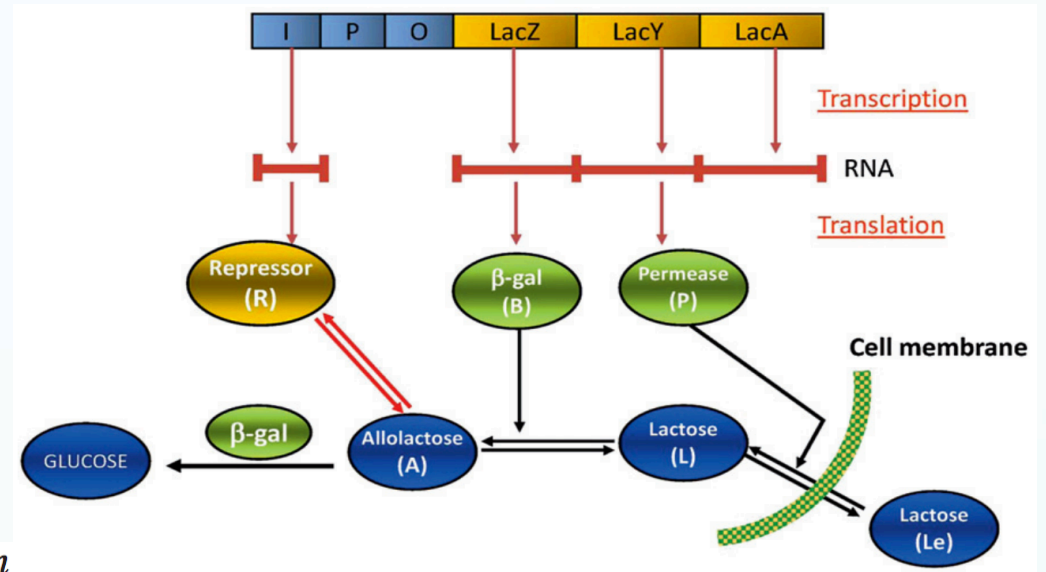 I P O LacZ LacY LacA
Transcription
RNA
Translation
Repressor
(R)
β-gal
(B)
Permease
(P)
Cell membrane
β-gal
GLUCOSE
Allolactose
(A)
Lactose
(L)
Lactose
(Le)
n